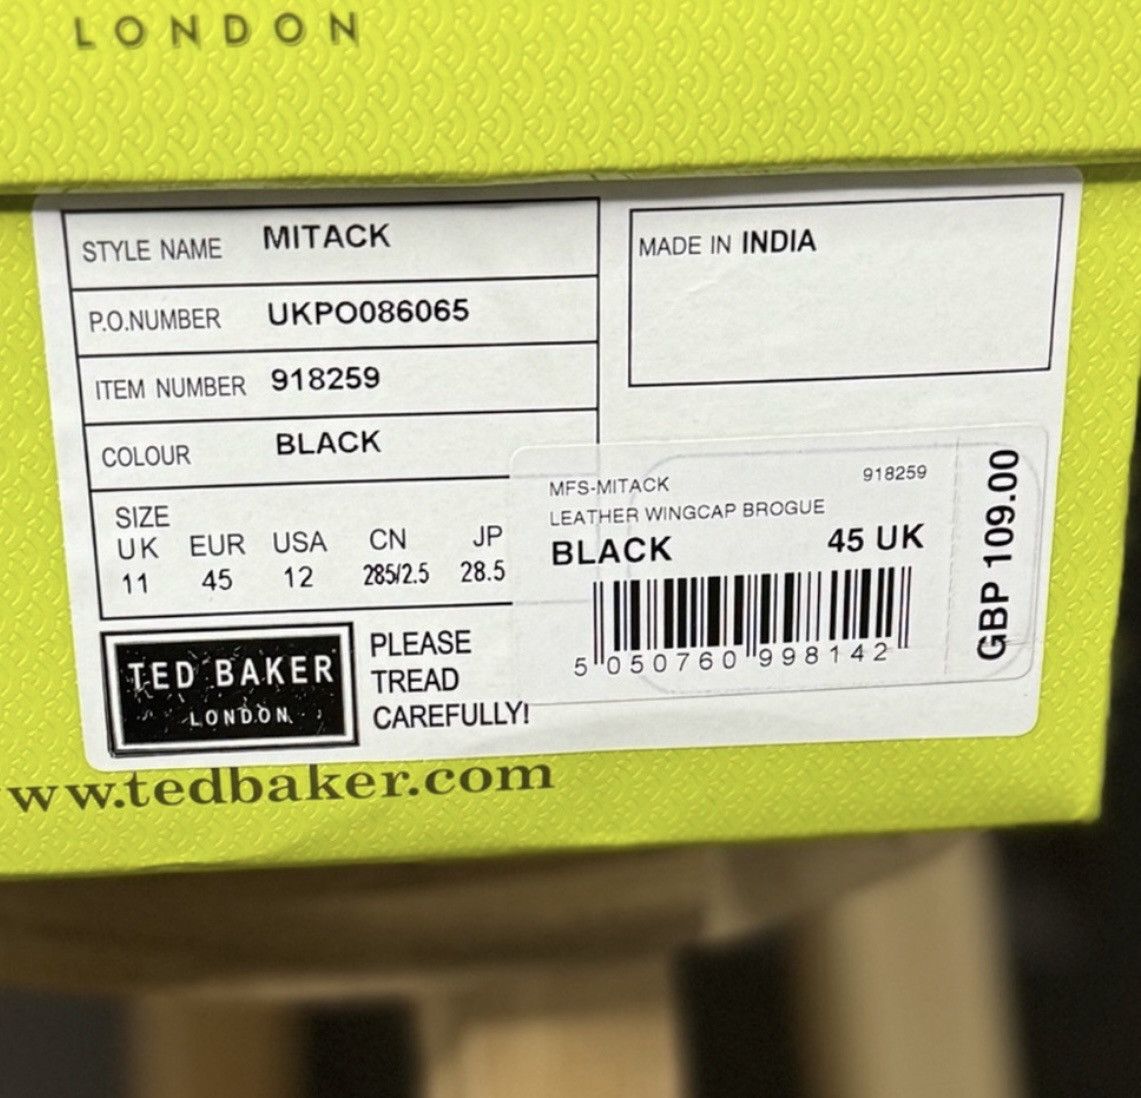 LONDON
STYLE NAME MITACK
P.O.NUMBER UKPO086065
ITEM NUMBER 918259
COLOUR BLACK
SIZE
UK EUR USA CN JP
11 45 12 285/2.5 28.5
TED BAKER
LONDON
PLEASE
TREAD
CAREFULLY!
MADE IN INDIA
MFS-MITACK 918259
LEATHER WINGCAP BROGUE
BLACK 45 UK
5 050760 998142
GBP 109.00
ww.tedbaker.com